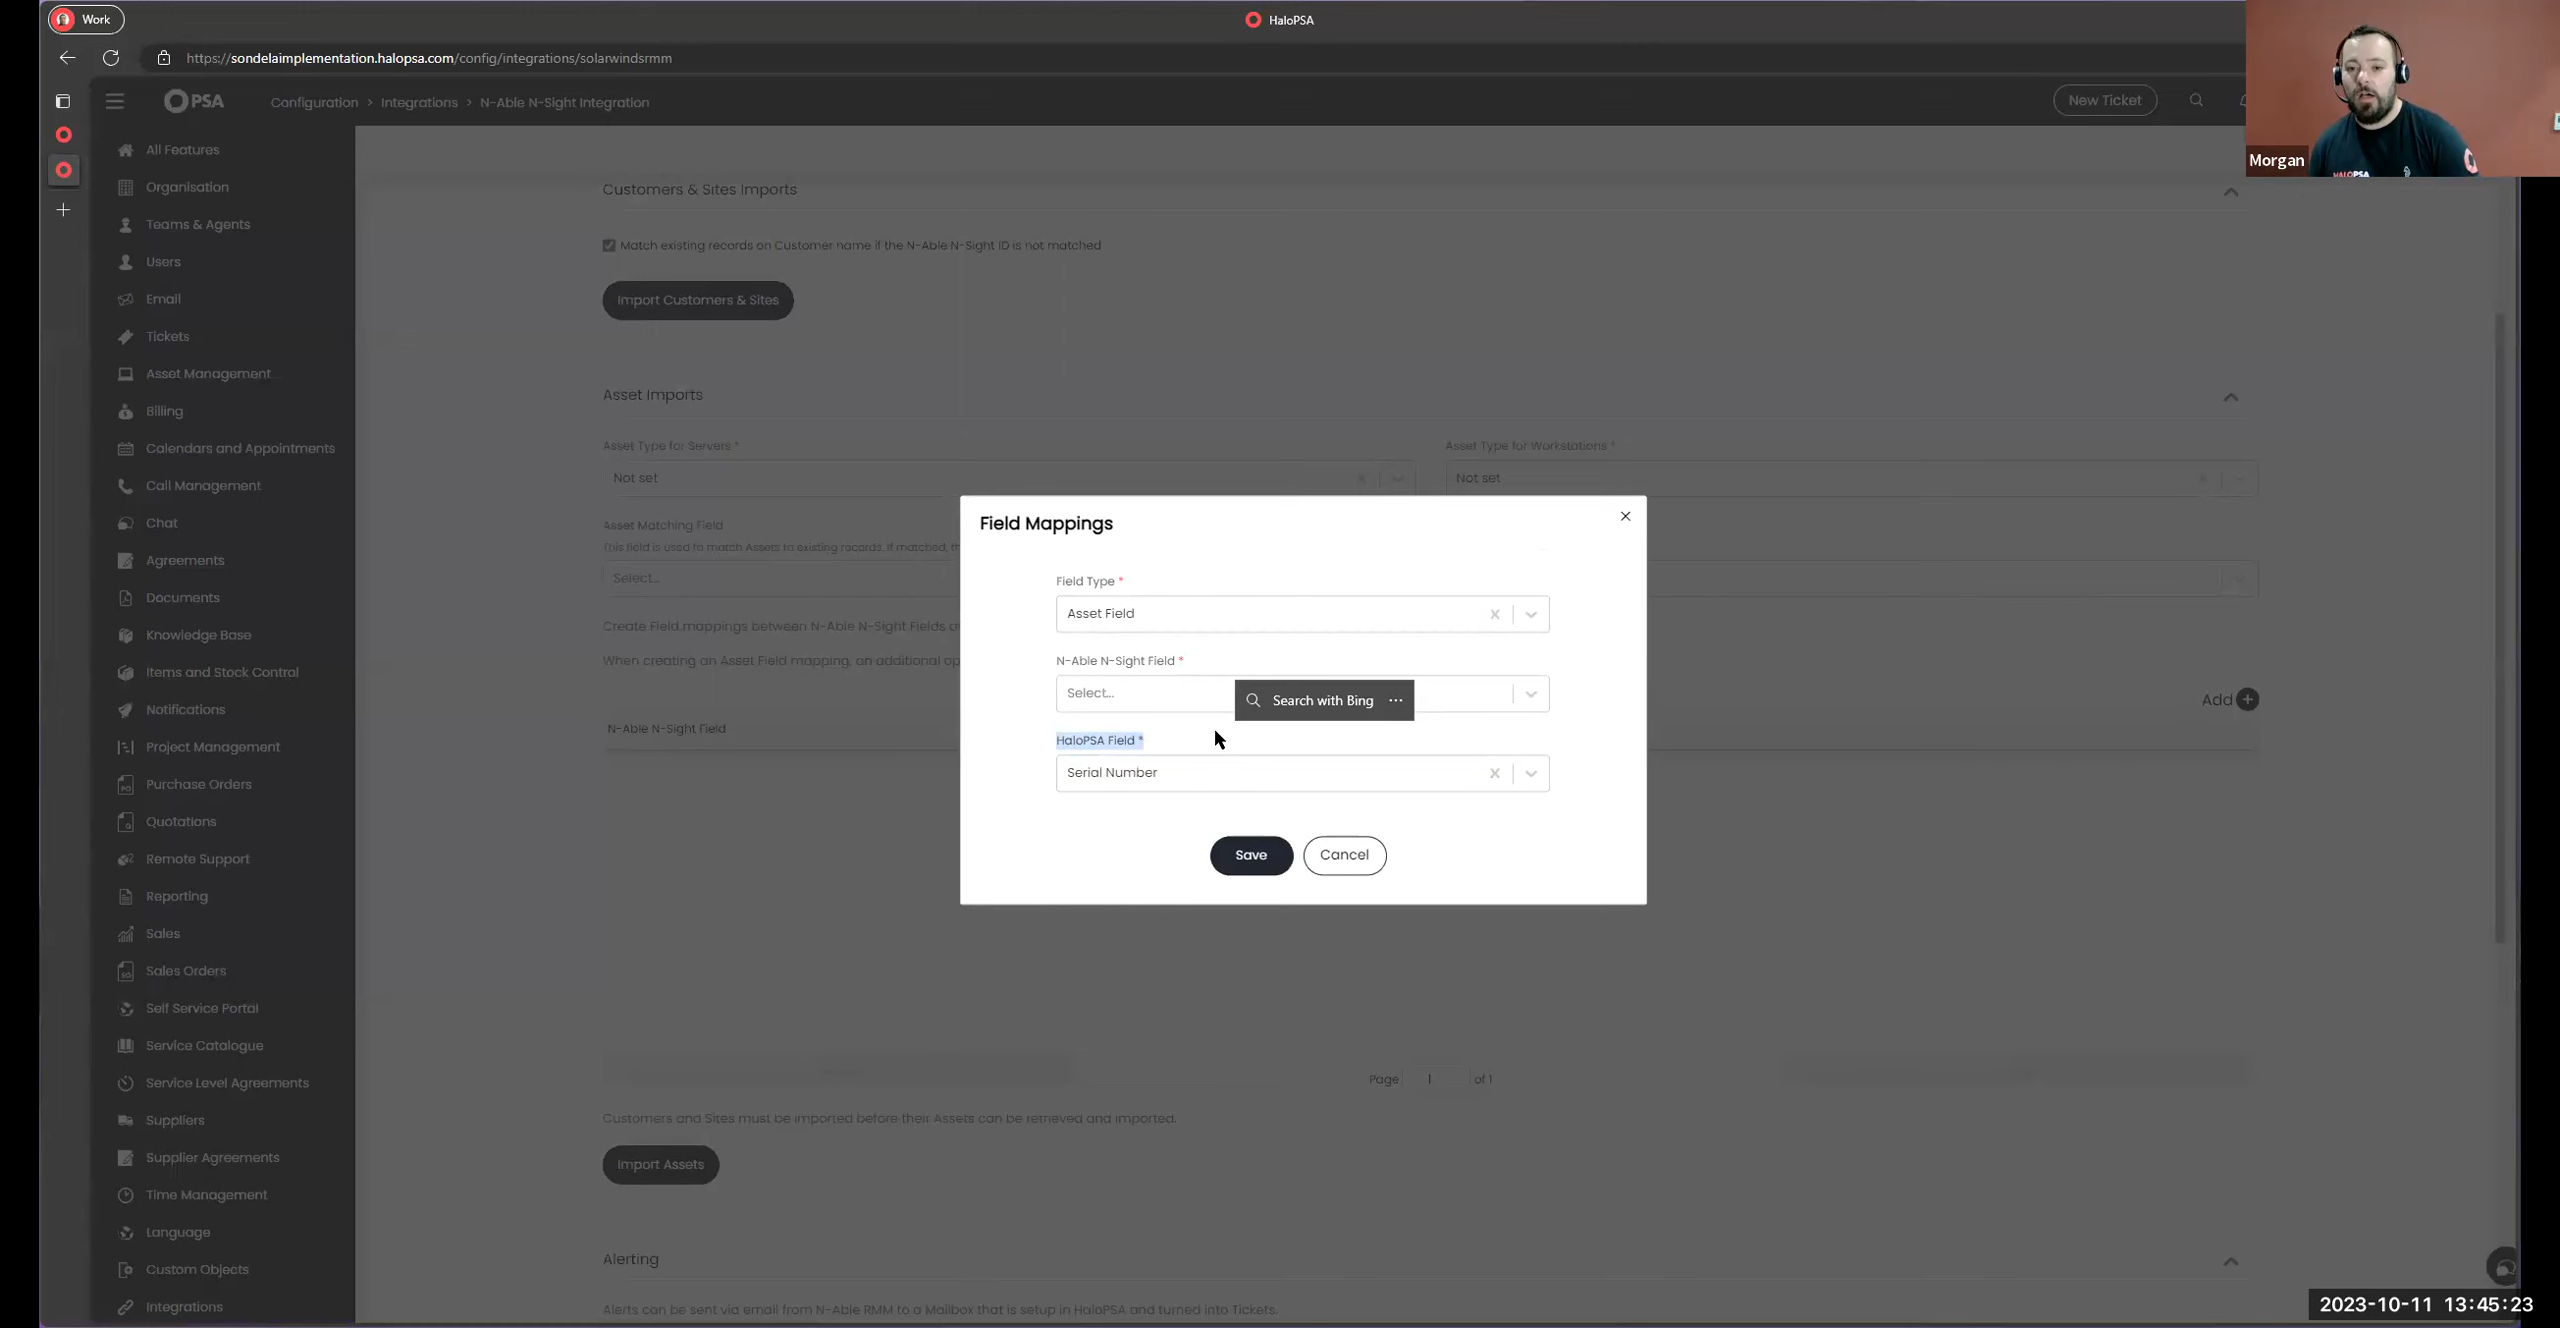 Work
HaloPSA
https://sondelaimplementation.halopsa.com/config/integrations/solarwindsrmm
PSA
Configuration > Integrations > N-Able N-Sight Integration
New Ticket
Morgan
All Features
Organisation
Teams & Agents
Users
Email
Tickets
Asset Management
Billing
Calendars and Appointments
Call Management
Chat
Agreements
Documents
Knowledge Base
Items and Stock Control
Notifications
Project Management
Purchase Orders
Quotations
Remote Support
Reporting
Sales
Sales Orders
Self Service Portal
Service Catalogue
Service Level Agreements
Suppliers
Supplier Agreements
Time Management
Language
Custom Objects
Integrations
Customers & Sites Imports
Match existing records on Customer name if the N-Able N-Sight ID is not matched
Import Customers & Sites
Asset Imports
Asset Type for Servers *
Asset Type for Workstations *
Not set
Not set
Asset Matching Field
This field is used to match Assets to existing records. If matched,
Select...
Create Field mappings between N-Able N-Sight Fields
When creating an Asset Field mapping, an additional
Add
N-Able N-Sight Field
Field Mappings
Field Type *
Asset Field
N-Able N-Sight Field *
Select...
Search with Bing
HaloPSA Field *
Serial Number
Save
Cancel
Page 1 of 1
Customers and Sites must be imported before their Assets can be retrieved and imported.
Import Assets
Alerting
Alerts can be sent via email from N-Able RMM to a Mailbox that is setup in HaloPSA and turned into Tickets.
HALOPSA
2023-10-11 13:45:23